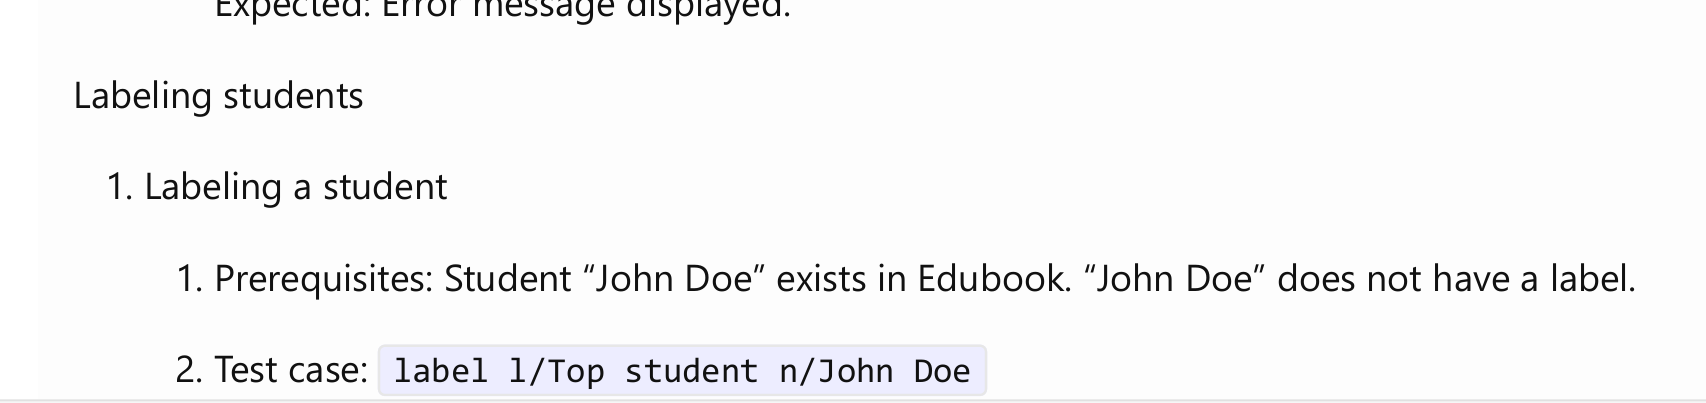 Expected: Error message displayed.
Labeling students
1. Labeling a student
1. Prerequisites: Student “John Doe” exists in Edubook. “John Doe” does not have a label.
2. Test case: label l/Top student n/John Doe